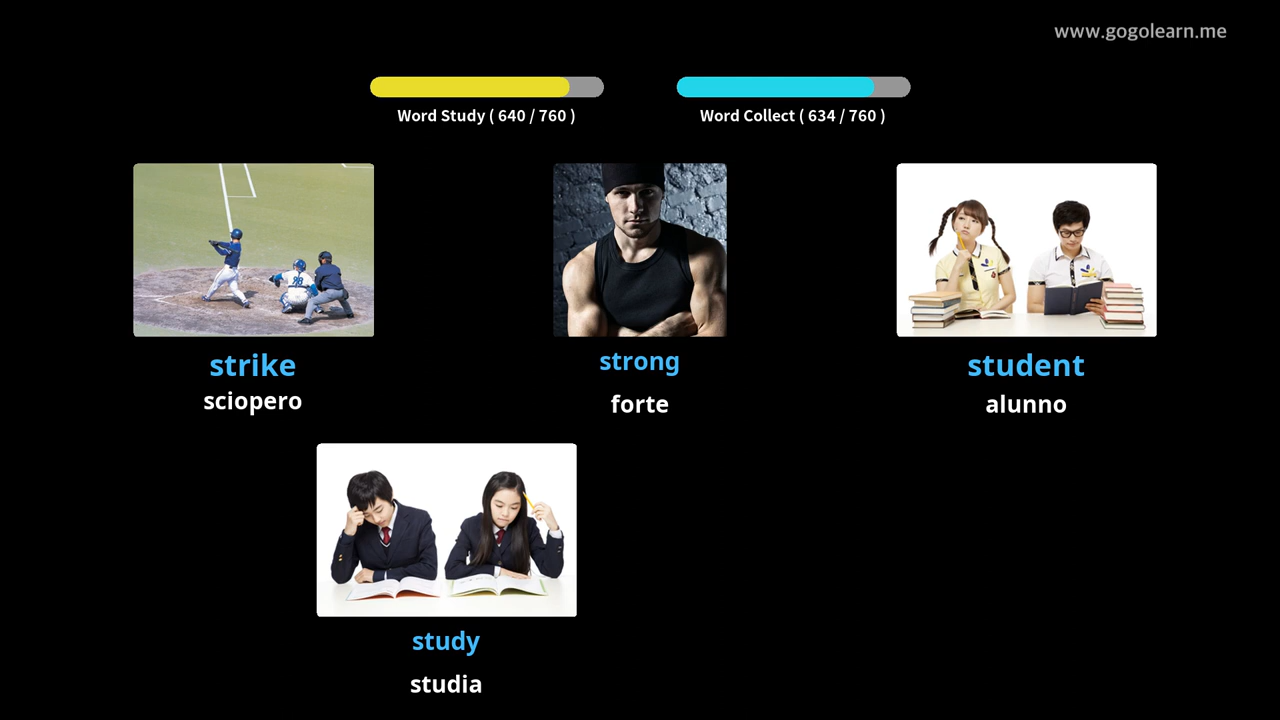 www.gogolearn.me
Word Study ( 640 / 760 )
Word Collect ( 634 / 760 )
strike
sciopero
strong
forte
student
alunno
study
studia